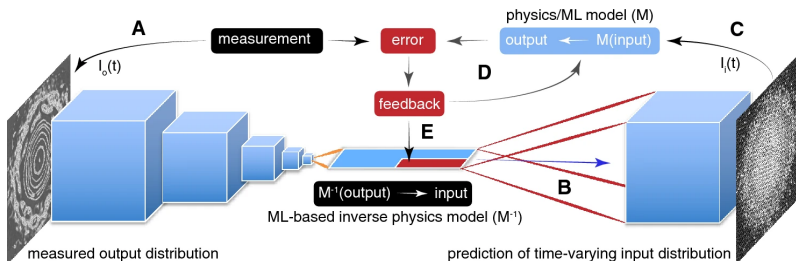 physics/ML model (M)
A
measurement
error
output
M(input)
C
Io(t)
Ii(t)
D
feedback
E
B
M-1(output)
input
ML-based inverse physics model (M-1)
measured output distribution
prediction of time-varying input distribution